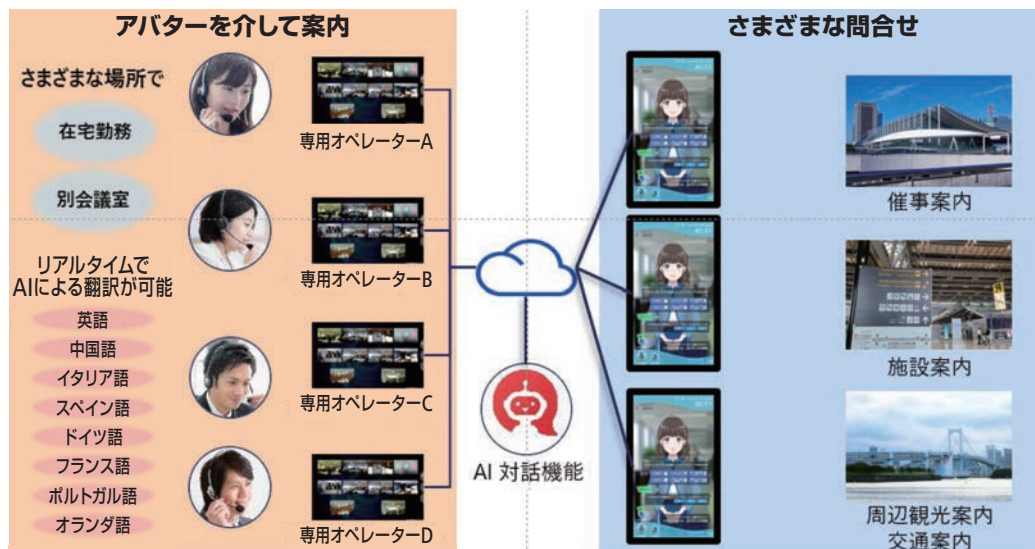 アバターを介して案内
さまざまな場所で
在宅勤務
別会議室
リアルタイムで
AIによる翻訳が可能
英語
中国語
イタリア語
スペイン語
ドイツ語
フランス語
ポルトガル語
オランダ語
専用オペレーターA
専用オペレーターB
専用オペレーターC
専用オペレーターD
AI 対話機能
さまざまな問合せ
催事案内
施設案内
周辺観光案内
交通案内